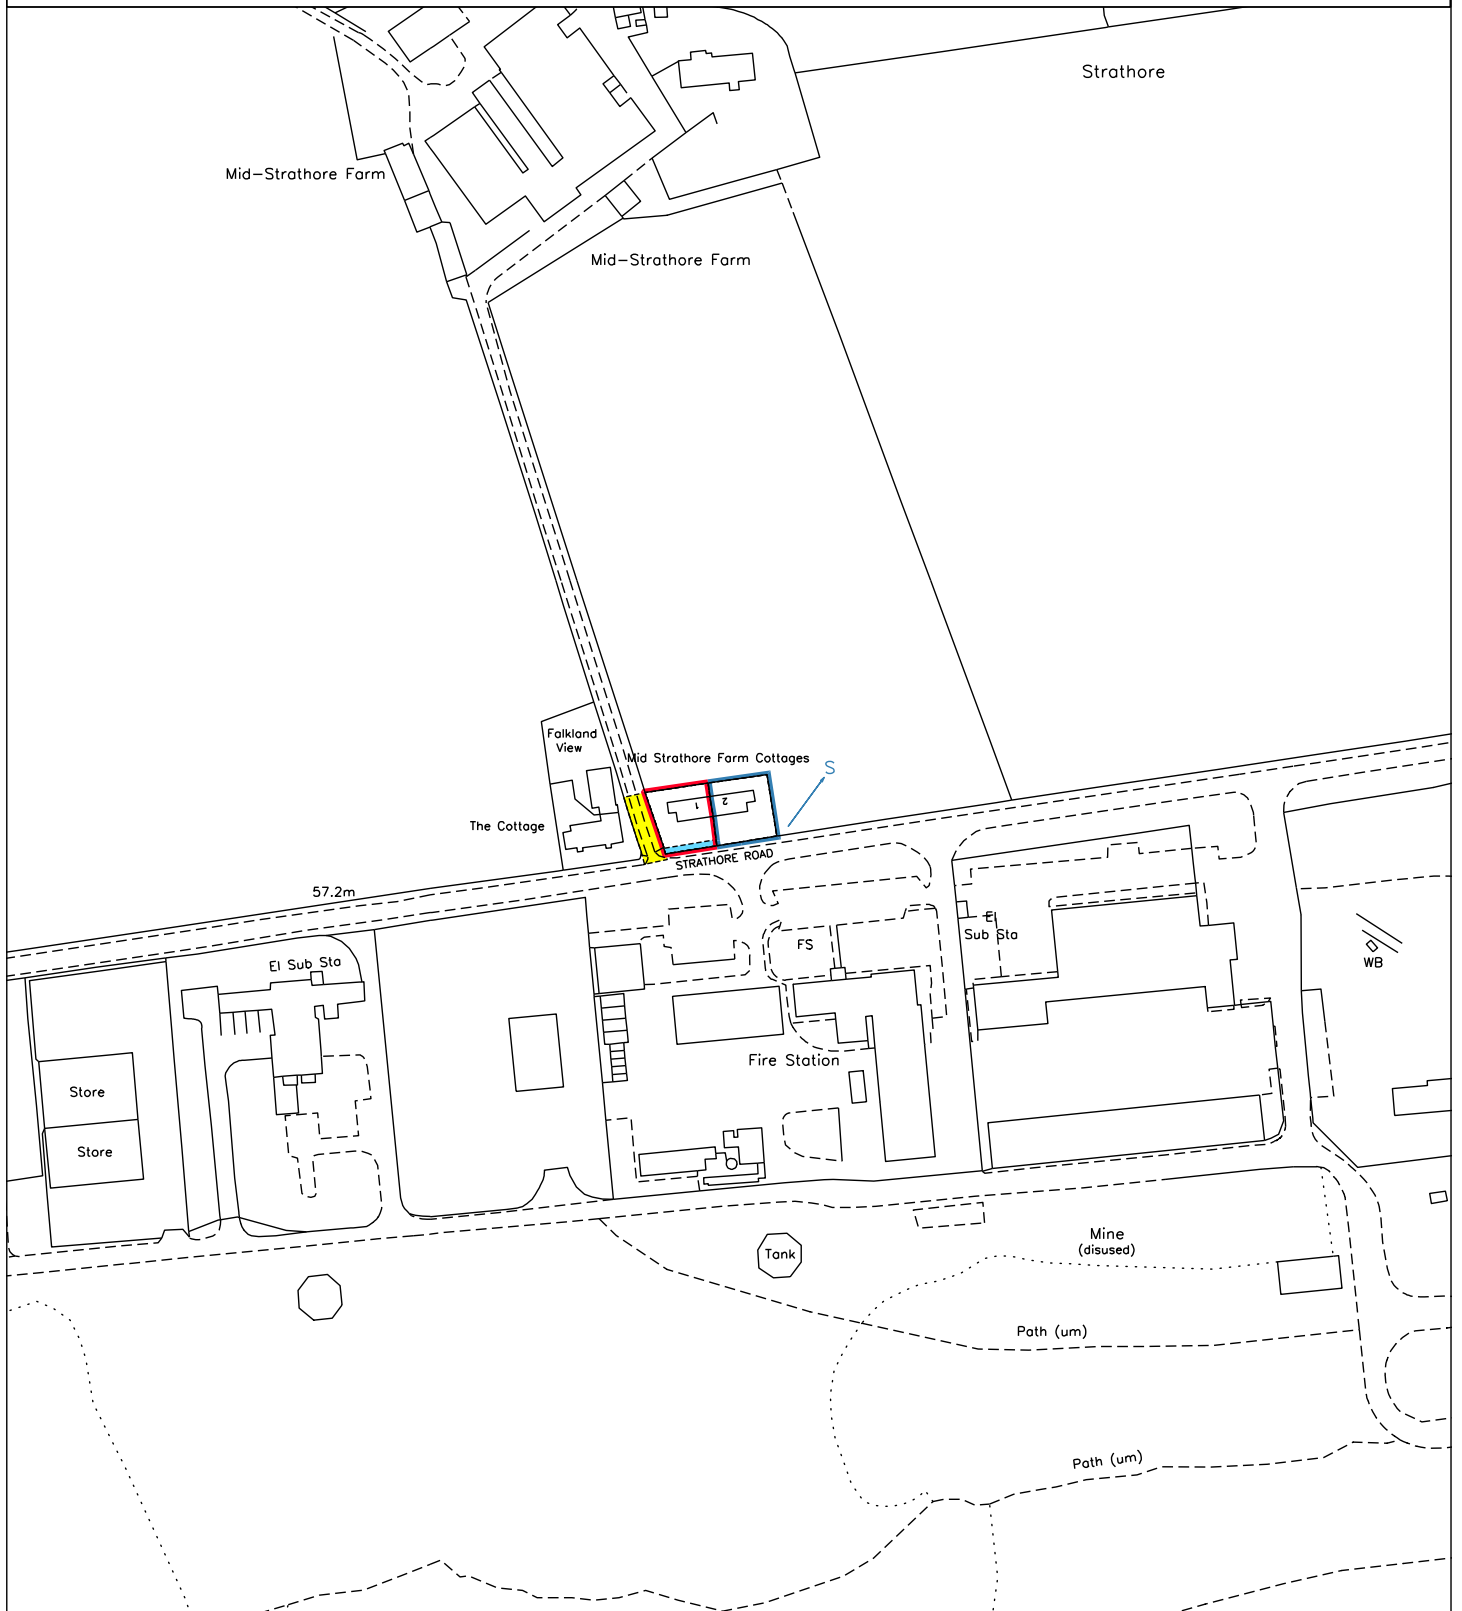 Strathore
Mid-Strathore Farm
Mid-Strathore Farm
Falkland
View
Mid Strathore Farm Cottages
S
1
2
The Cottage
STRATHORE ROAD
57.2m
El
Sub Sta
FS
El Sub Sta
WB
Fire Station
Store
Store
Mine
(disused)
Tank
Path (um)
Path (um)